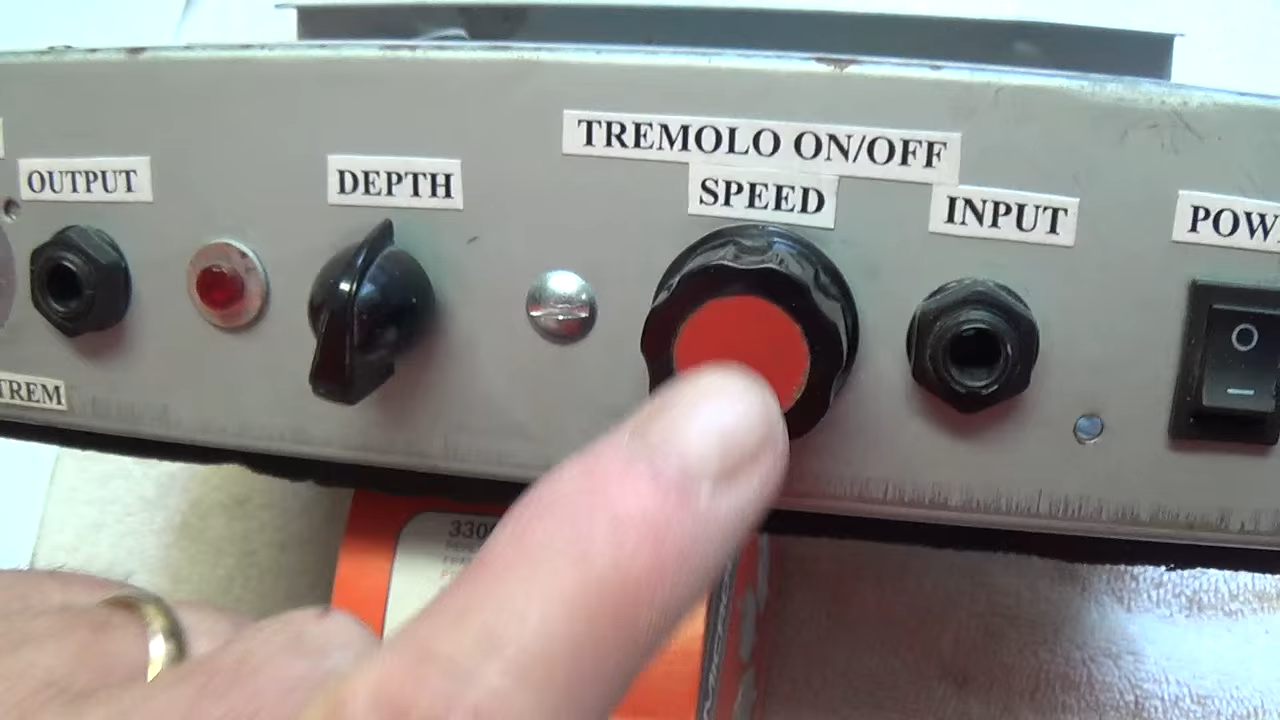 TREMOLO ON/OFF
OUTPUT
DEPTH
SPEED
INPUT
POW
TREM
330